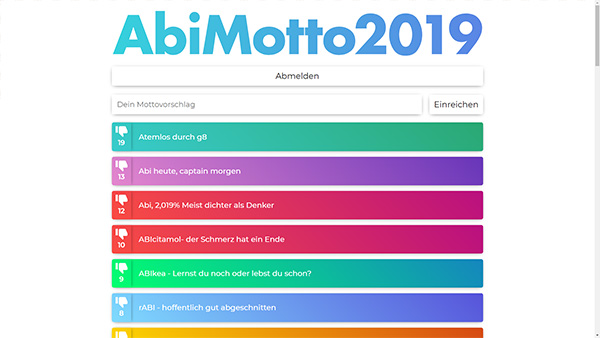 AbiMotto2019
Abmelden
Dein Mottovorschlag
Einreichen
19
Atemlos durch g8
13
Abi heute, captain morgen
12
Abi, 2,019% Meist dichter als Denker
10
ABIcitamol- der Schmerz hat ein Ende
9
ABIkea - Lernst du noch oder lebst du schon?
8
rABI - hoffentlich gut abgeschnitten